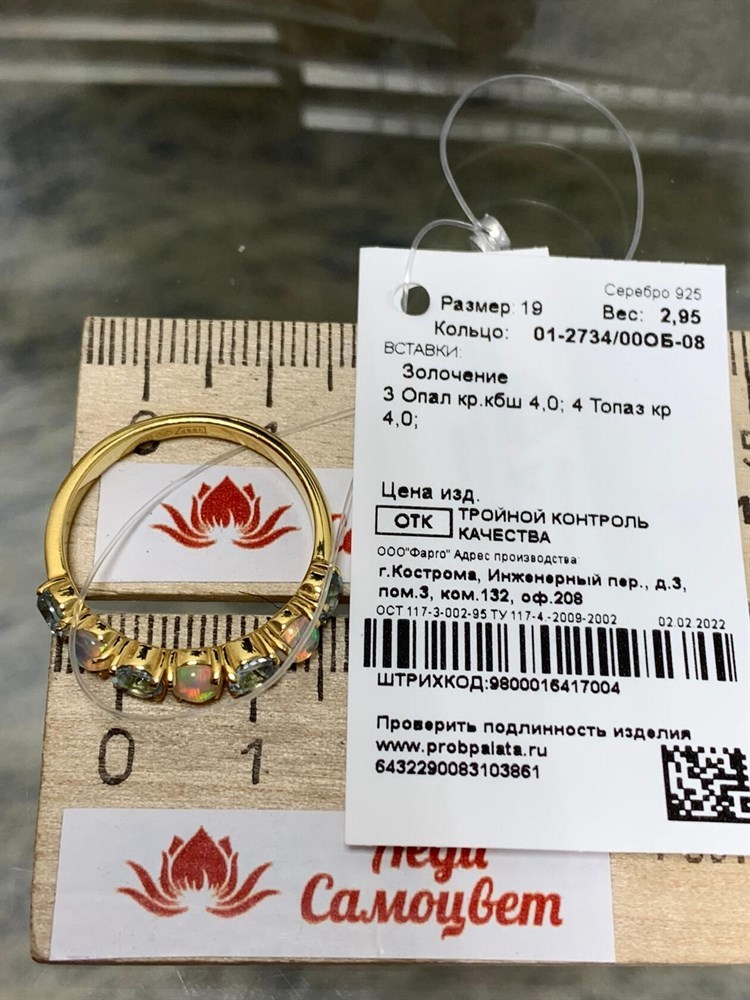 Серебро 925
Размер: 19 Вес: 2,95
Кольцо: 01-2734/00ОБ-08
ВСТАВКИ:
Золочение
3 Опал кр.кбш 4,0; 4 Топаз кр
4,0;
Цена изд.
ОТК ТРОЙНОЙ КОНТРОЛЬ
КАЧЕСТВА
ООО"Фарго" Адрес производства:
г.Кострома, Инженерный пер., д.3,
пом.3, ком.132, оф.208
ОСТ 117-3-002-95 ТУ 117-4.-2009-2002 02.02.2022
ШТРИХКОД:9800016417004
Проверить подлинность изделия
www.probpalata.ru
6432290083103861
0 1
Леди
Самоцвет